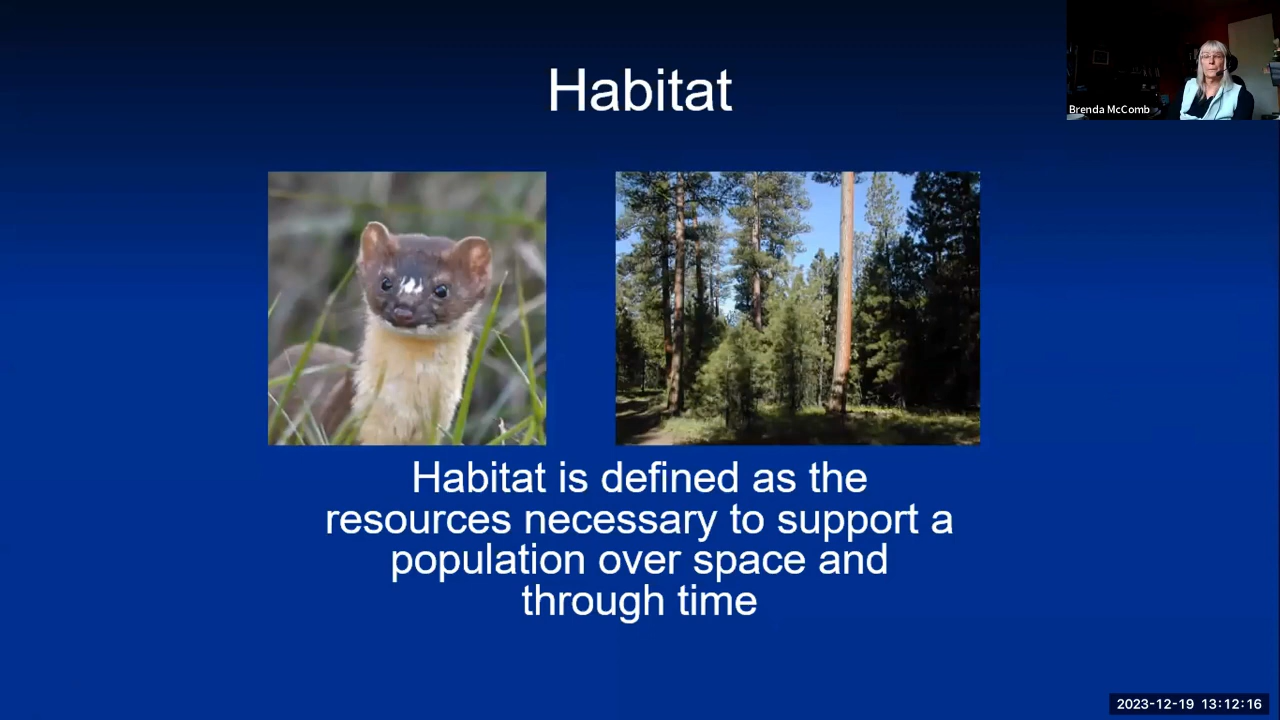 Habitat
Brenda McComb
Habitat is defined as the
resources necessary to support a
population over space and
through time
2023-12-19 13:12:16